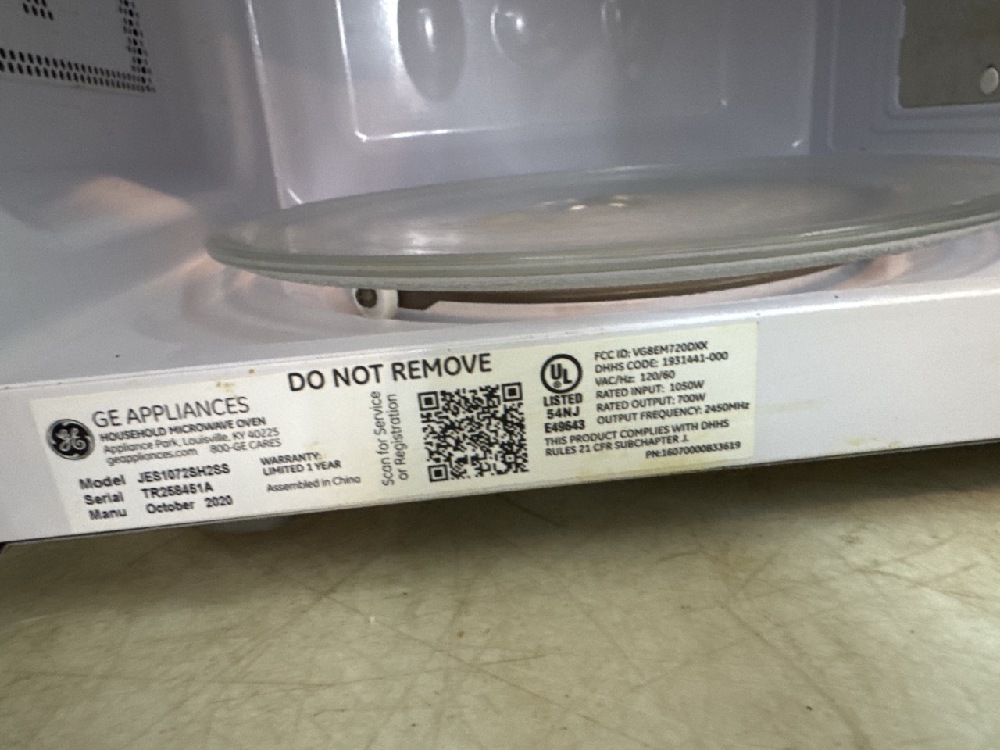 DO NOT REMOVE
GE APPLIANCES
HOUSEHOLD MICROWAVE OVEN
Appliance Park, Louisville, KY 40225
geappliances.com 800-GE CARES
Model JES1072SH2SS
Serial TR258451A
Manu October 2020
WARRANTY:
LIMITED 1 YEAR
Assembled in China
Scan for Service
or Registration
UL
LISTED
54NJ
E49643
FCC ID: VG8EM720DXX
DHHS CODE: 1931441-000
VAC/Hz: 120/60
RATED INPUT: 1050W
RATED OUTPUT: 700W
OUTPUT FREQUENCY: 2450MHz
THIS PRODUCT COMPLIES WITH DHHS
RULES 21 CFR SUBCHAPTER J.
PN:16070000B33619